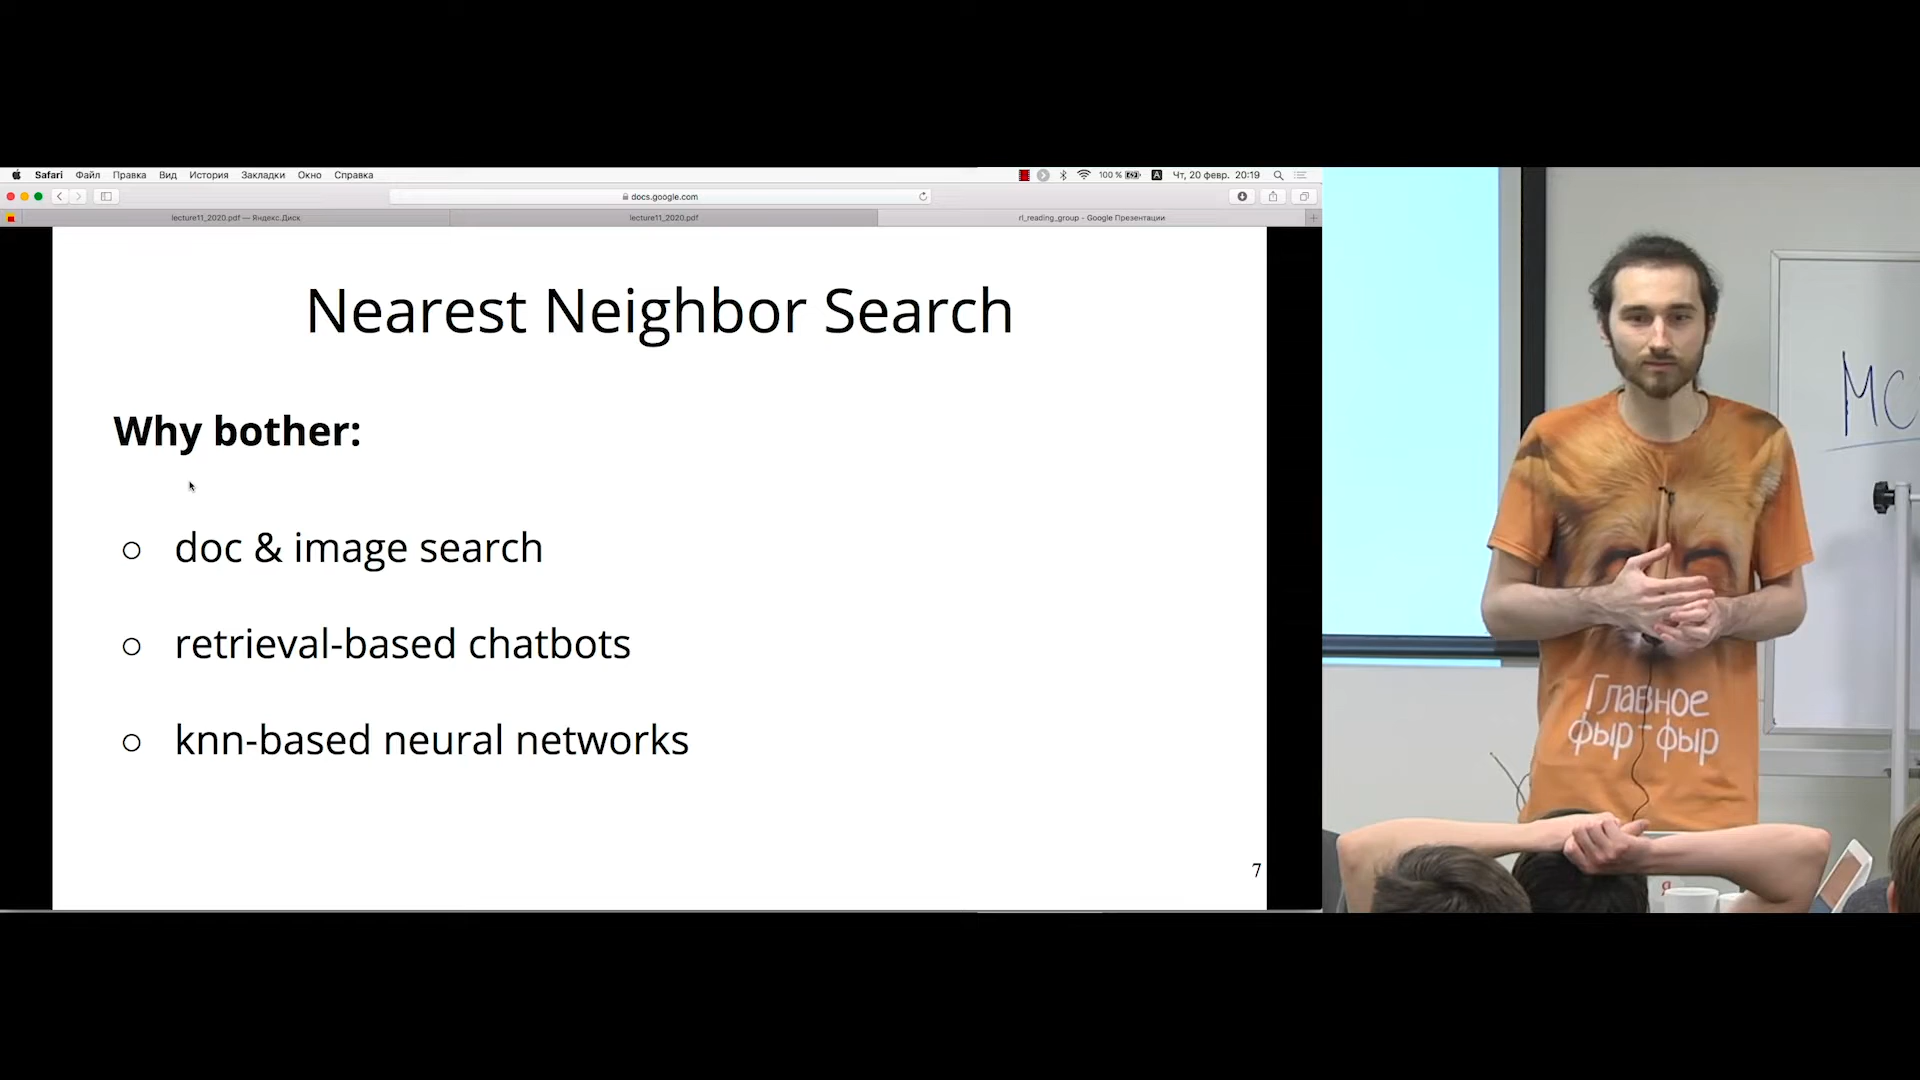 Safari Файл Правка Вид История Закладки Окно Справка
100 % A Чт, 20 февр. 20:19
docs.google.com
lecture11_2020.pdf — Яндекс.Диск
lecture11_2020.pdf
rl_reading_group - Google Презентации
Nearest Neighbor Search
Why bother:
○ doc & image search
○ retrieval-based chatbots
○ knn-based neural networks
7
МС
Главное
фыр-фыр
Я